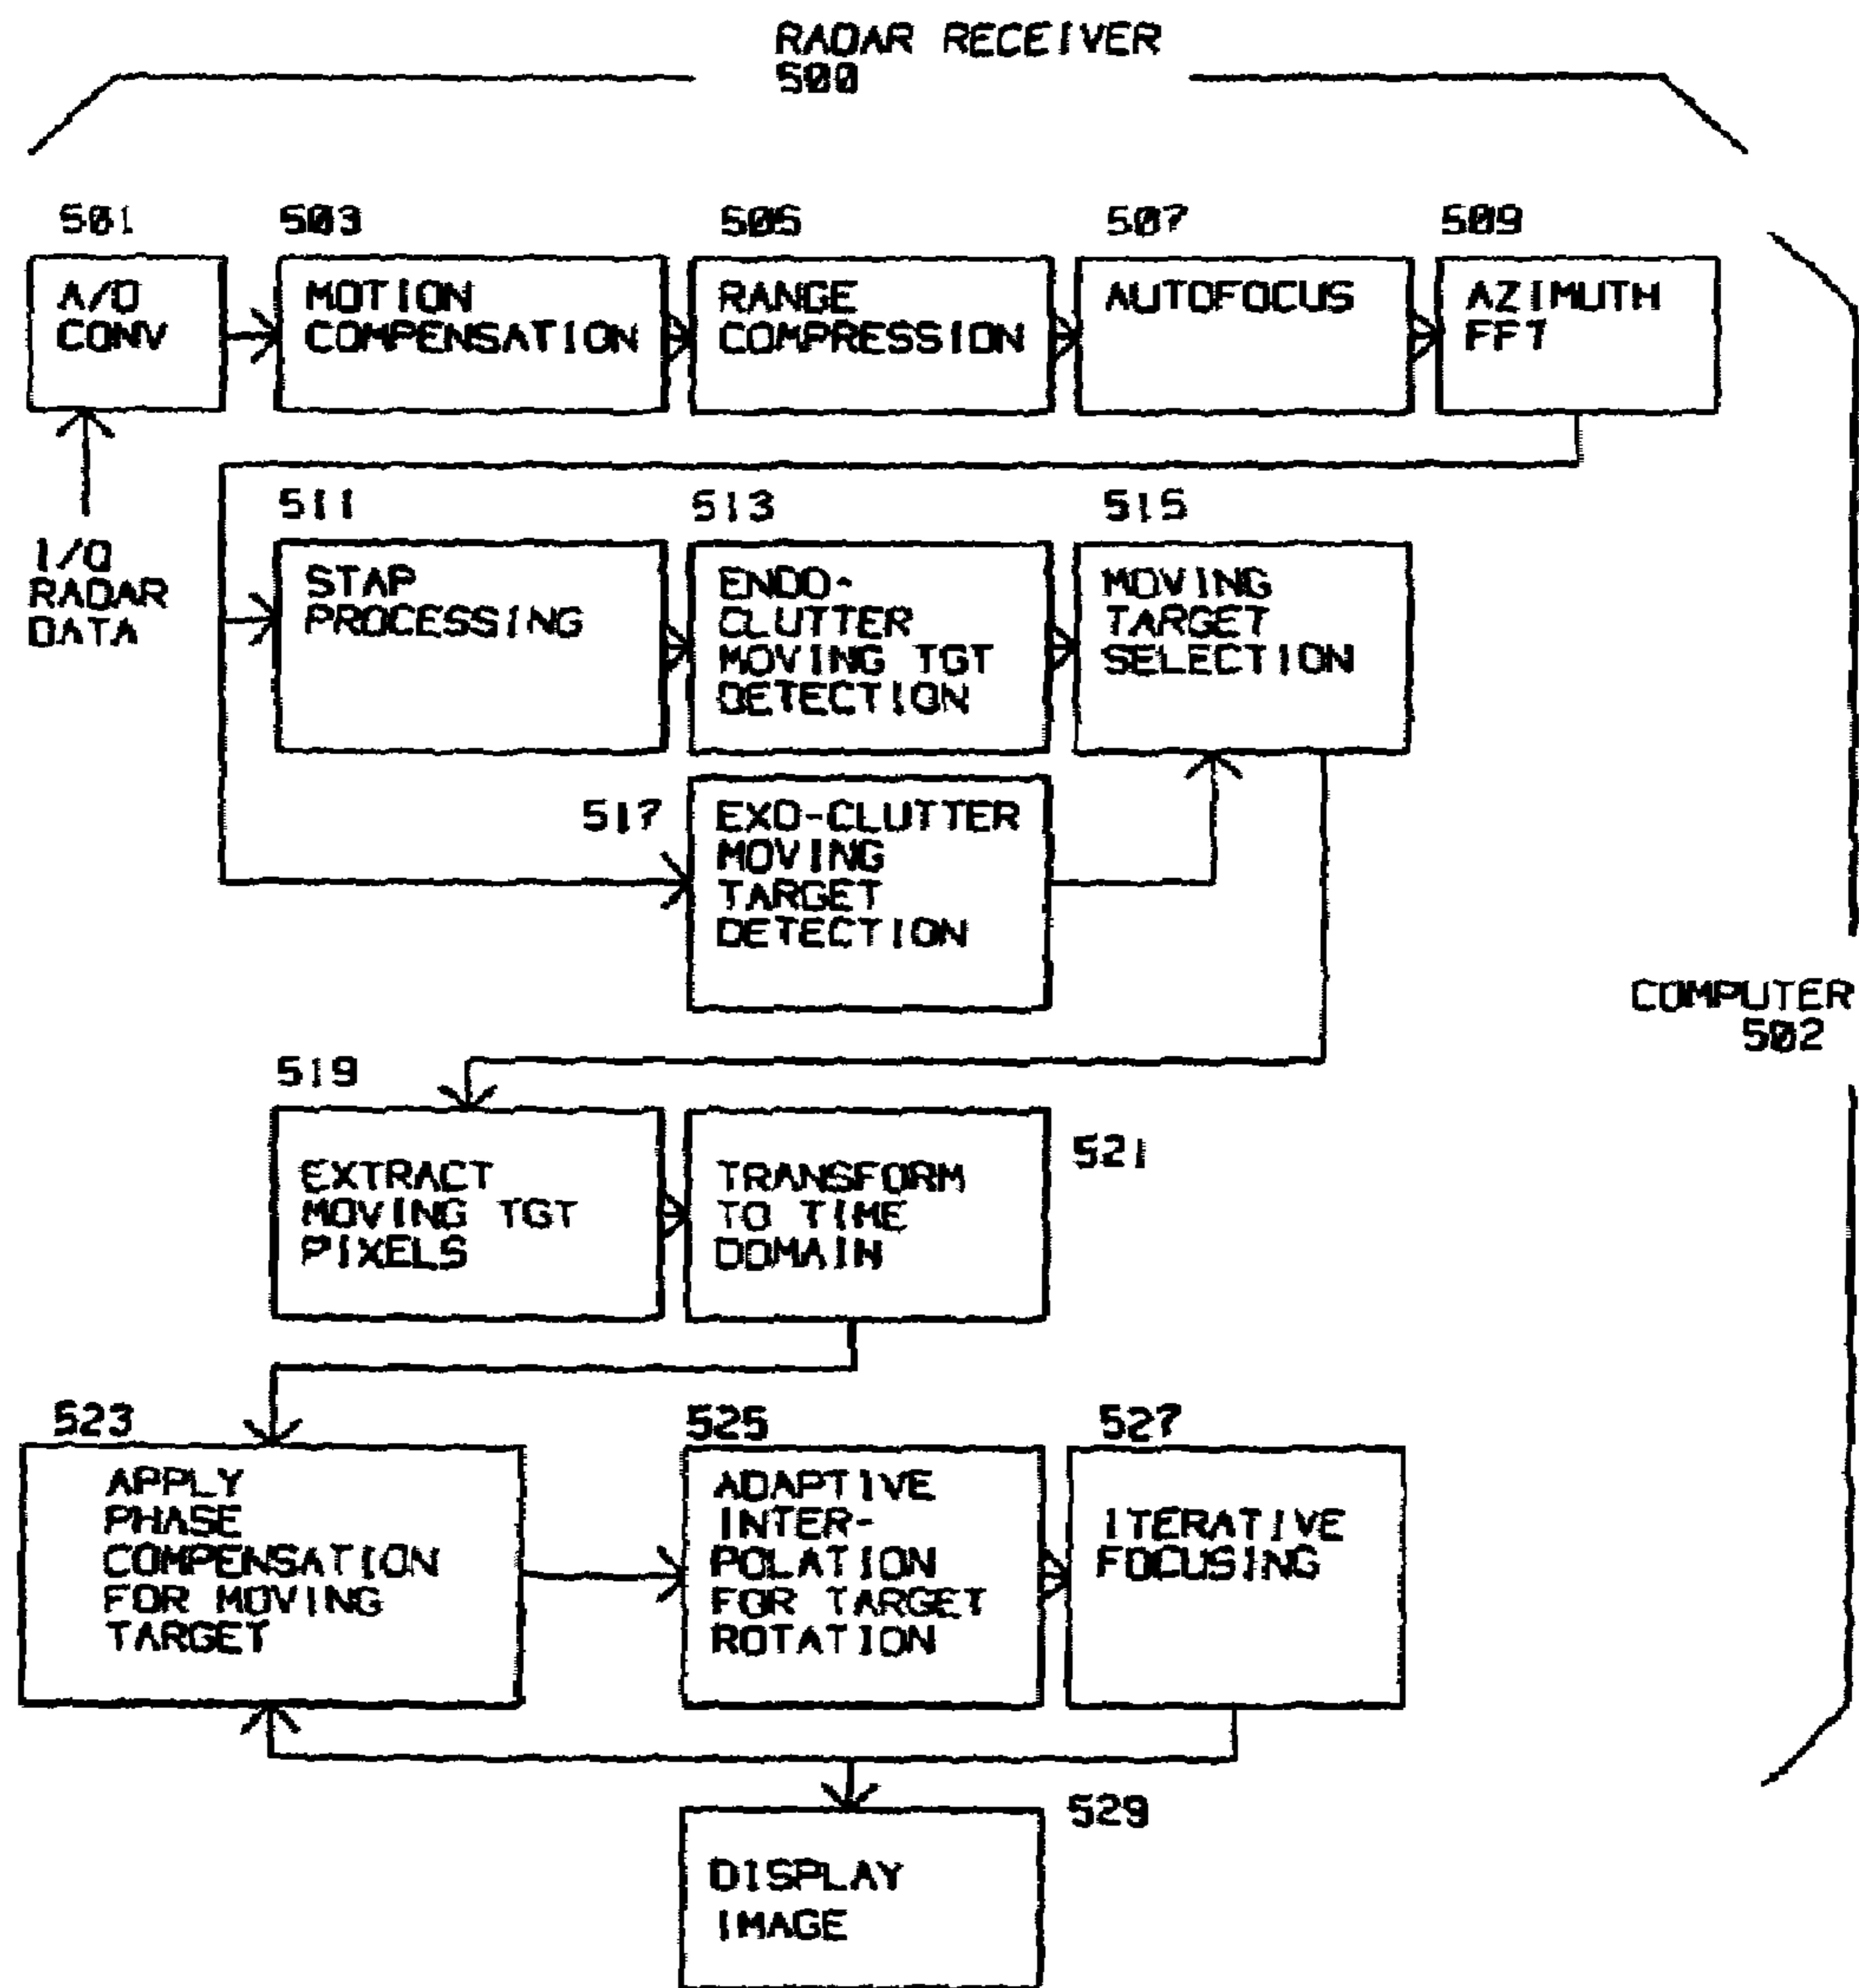 RADAR RECEIVER
500
501
503
505
507
509
A/D
CONV
MOTION
COMPENSATION
RANGE
COMPRESSION
AUTOFOCUS
AZIMUTH
FFT
I/Q
RADAR
DATA
511
513
515
STAP
PROCESSING
ENDO-
CLUTTER
MOVING TGT
DETECTION
MOVING
TARGET
SELECTION
517
EXO-CLUTTER
MOVING
TARGET
DETECTION
COMPUTER
502
519
EXTRACT
MOVING TGT
PIXELS
TRANSFORM
TO TIME
DOMAIN
521
523
525
527
APPLY
PHASE
COMPENSATION
FOR MOVING
TARGET
ADAPTIVE
INTER-
POLATION
FOR TARGET
ROTATION
ITERATIVE
FOCUSING
529
DISPLAY
IMAGE